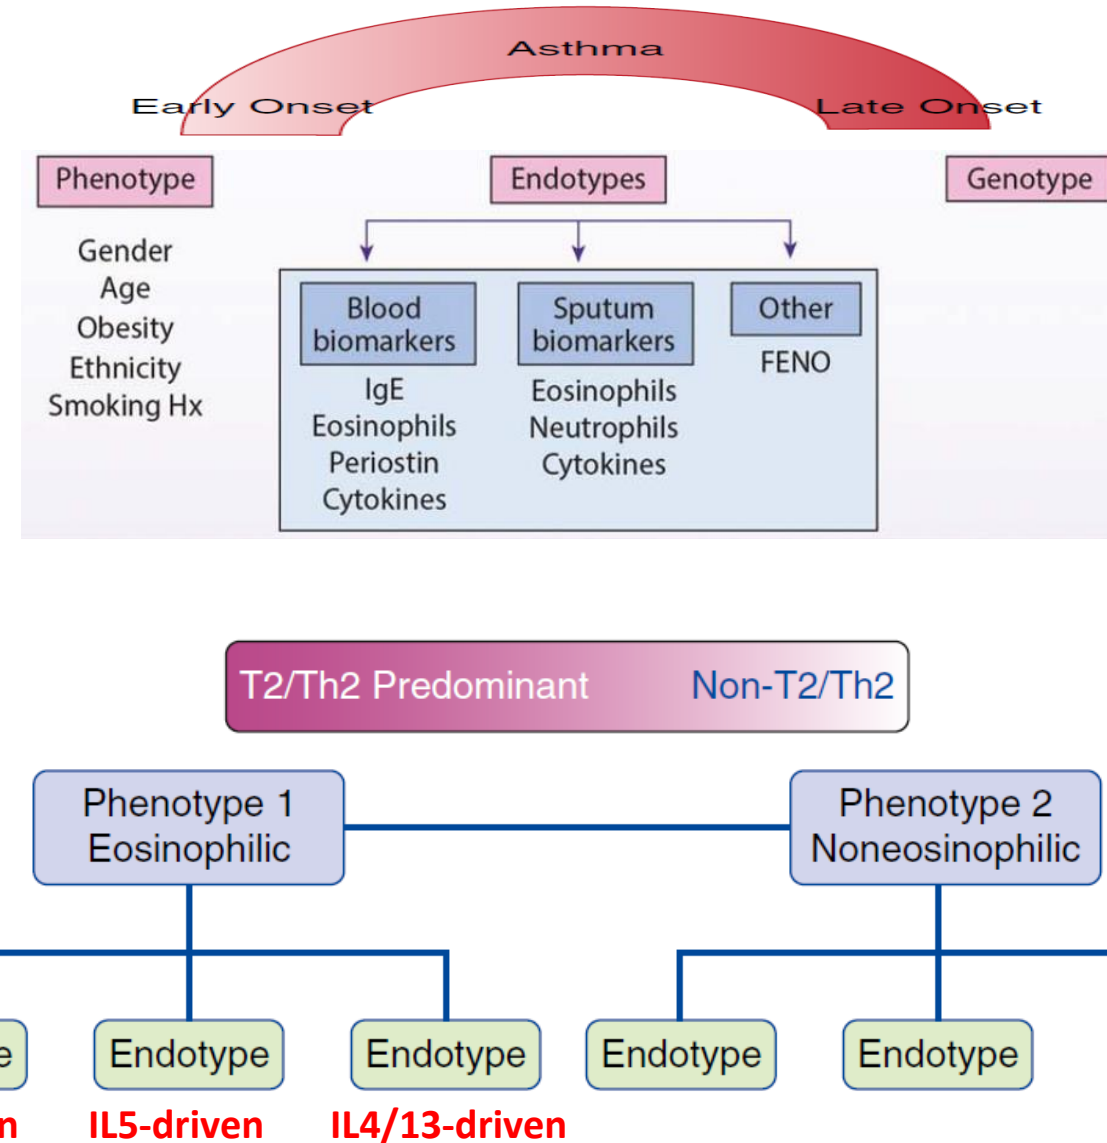 Asthma
Early Onset
Late Onset
Phenotype
Endotypes
Genotype
Gender
Age
Obesity
Ethnicity
Smoking Hx
Blood
biomarkers
IgE
Eosinophils
Periostin
Cytokines
Sputum
biomarkers
Eosinophils
Neutrophils
Cytokines
Other
FENO
T2/Th2 Predominant
Non-T2/Th2
Phenotype 1
Eosinophilic
Phenotype 2
Noneosinophilic
Endotype
Endotype
Endotype
Endotype
IL5-driven
IL4/13-driven